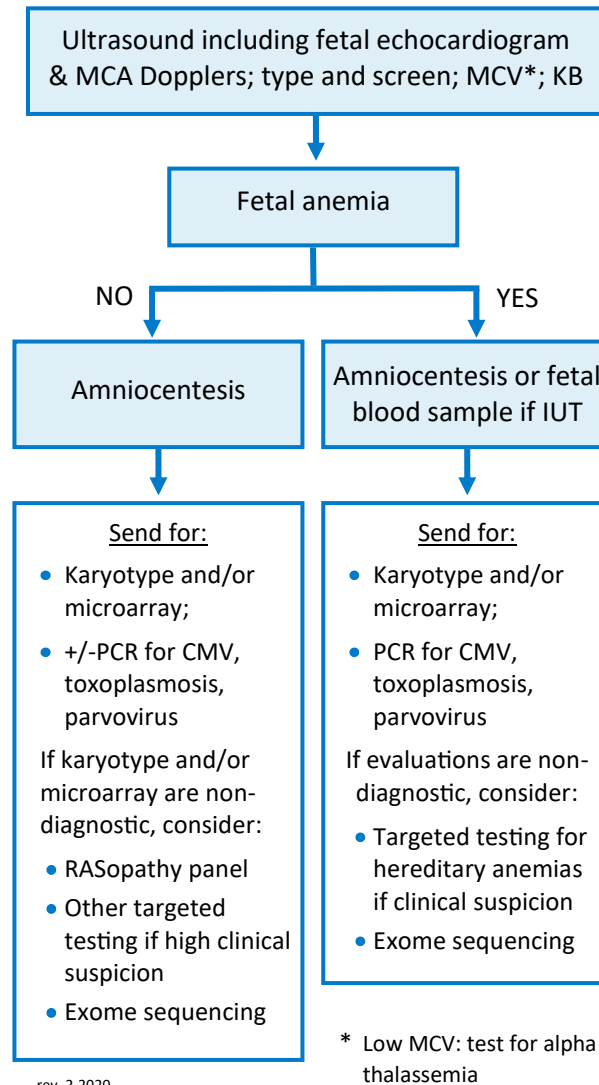 Ultrasound including fetal echocardiogram
& MCA Dopplers; type and screen; MCV*; KB
Fetal anemia
NO
YES
Amniocentesis
Amniocentesis or fetal
blood sample if IUT
Send for:
• Karyotype and/or
microarray;
• +/-PCR for CMV,
toxoplasmosis,
parvovirus
If karyotype and/or
microarray are non-
diagnostic, consider:
• RASopathy panel
• Other targeted
testing if high clinical
suspicion
• Exome sequencing
Send for:
• Karyotype and/or
microarray;
• PCR for CMV,
toxoplasmosis,
parvovirus
If evaluations are non-
diagnostic, consider:
• Targeted testing for
hereditary anemias
if clinical suspicion
• Exome sequencing
* Low MCV: test for alpha
thalassemia
rev. 2.2020